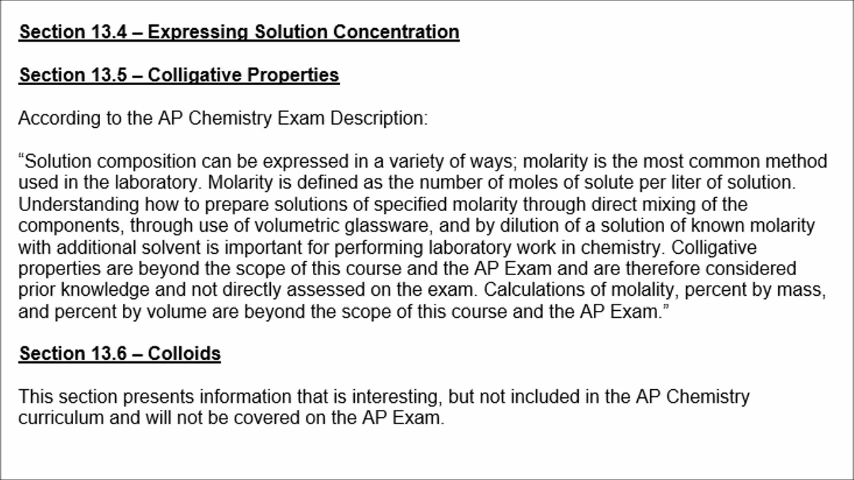 Section 13.4 – Expressing Solution Concentration
Section 13.5 – Colligative Properties
According to the AP Chemistry Exam Description:
“Solution composition can be expressed in a variety of ways; molarity is the most common method
used in the laboratory. Molarity is defined as the number of moles of solute per liter of solution.
Understanding how to prepare solutions of specified molarity through direct mixing of the
components, through use of volumetric glassware, and by dilution of a solution of known molarity
with additional solvent is important for performing laboratory work in chemistry. Colligative
properties are beyond the scope of this course and the AP Exam and are therefore considered
prior knowledge and not directly assessed on the exam. Calculations of molality, percent by mass,
and percent by volume are beyond the scope of this course and the AP Exam.”
Section 13.6 – Colloids
This section presents information that is interesting, but not included in the AP Chemistry
curriculum and will not be covered on the AP Exam.